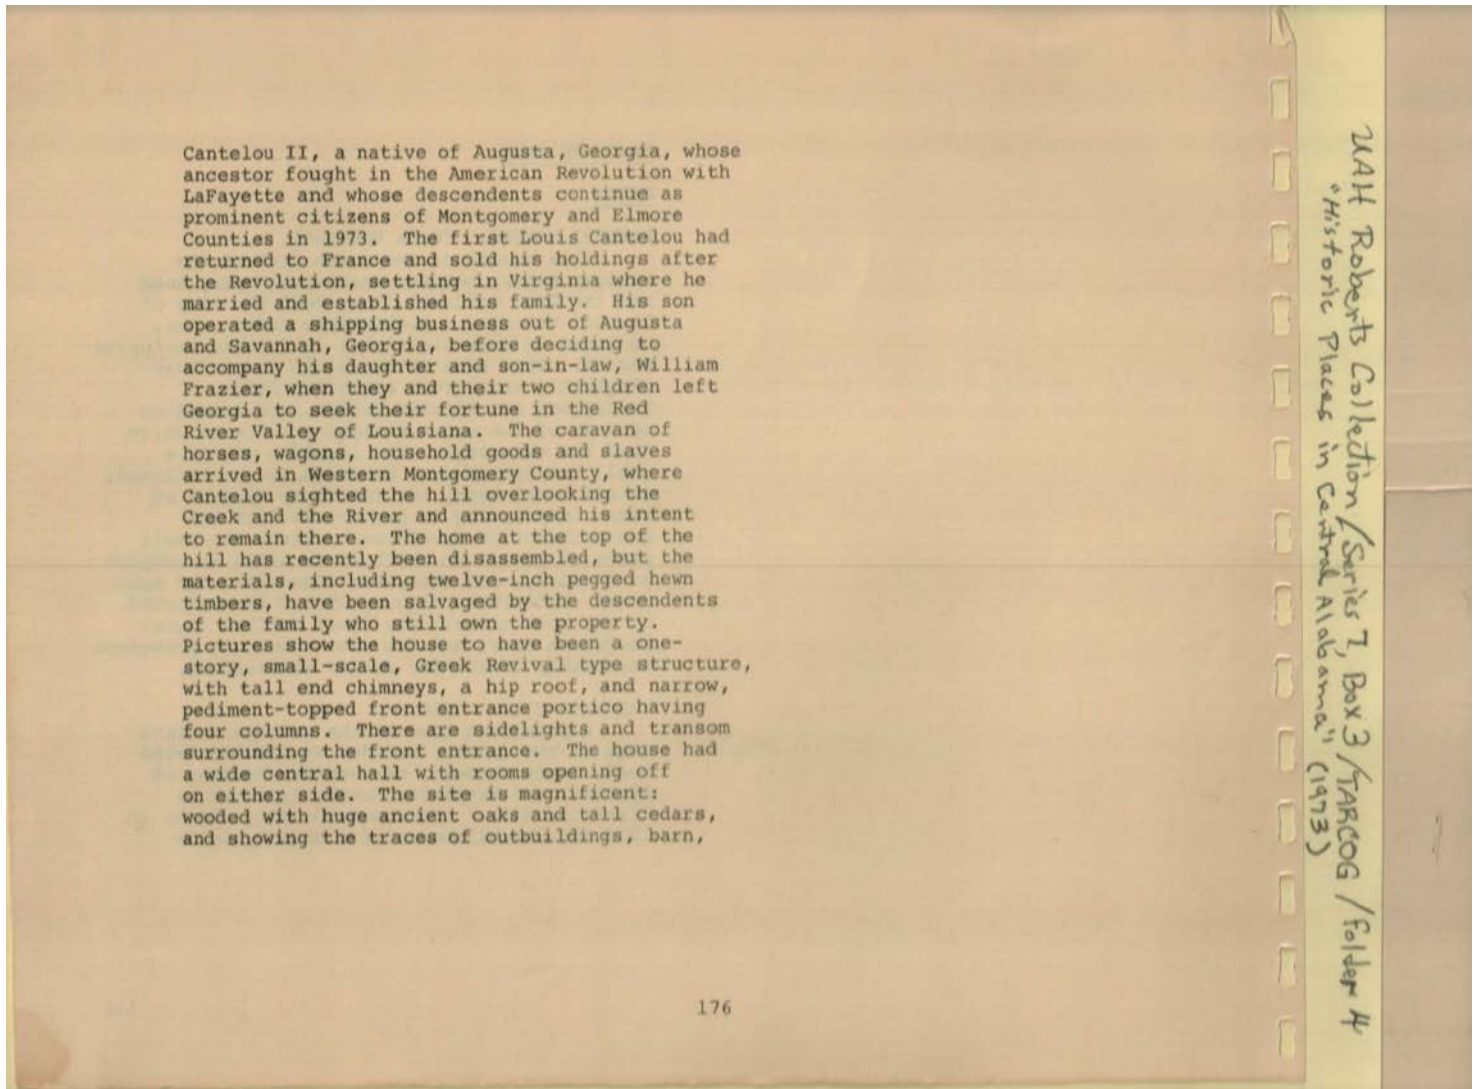 Cantelou II, a native of Augusta, Georgia, whose
ancestor fought in the American Revolution with
LaFayette and whose descendents continue as
prominent citizens of Montgomery and Elmore
Counties in 1973. The first Louis Cantelou had
returned to France and sold his holdings after
the Revolution, settling in Virginia where he
married and established his family. His son
operated a shipping business out of Augusta
and Savannah, Georgia, before deciding to
accompany his daughter and son-in-law, William
Frazier, when they and their two children left
Georgia to seek their fortune in the Red
River Valley of Louisiana. The caravan of
horses, wagons, household goods and slaves
arrived in Western Montgomery County, where
Cantelou sighted the hill overlooking the
Creek and the River and announced his intent
to remain there. The home at the top of the
hill has recently been disassembled, but the
materials, including twelve-inch pegged hewn
timbers, have been salvaged by the descendents
of the family who still own the property.
Pictures show the house to have been a one-
story, small-scale, Greek Revival type structure,
with tall end chimneys, a hip roof, and narrow,
pediment-topped front entrance portico having
four columns. There are sidelights and transom
surrounding the front entrance. The house had
a wide central hall with rooms opening off
on either side. The site is magnificent:
wooded with huge ancient oaks and tall cedars,
and showing the traces of outbuildings, barn,
176
UAH Roberts Collection/Series 7, Box 3/TARCOG/Folder 4
"Historic Places in Central Alabama" (1973)